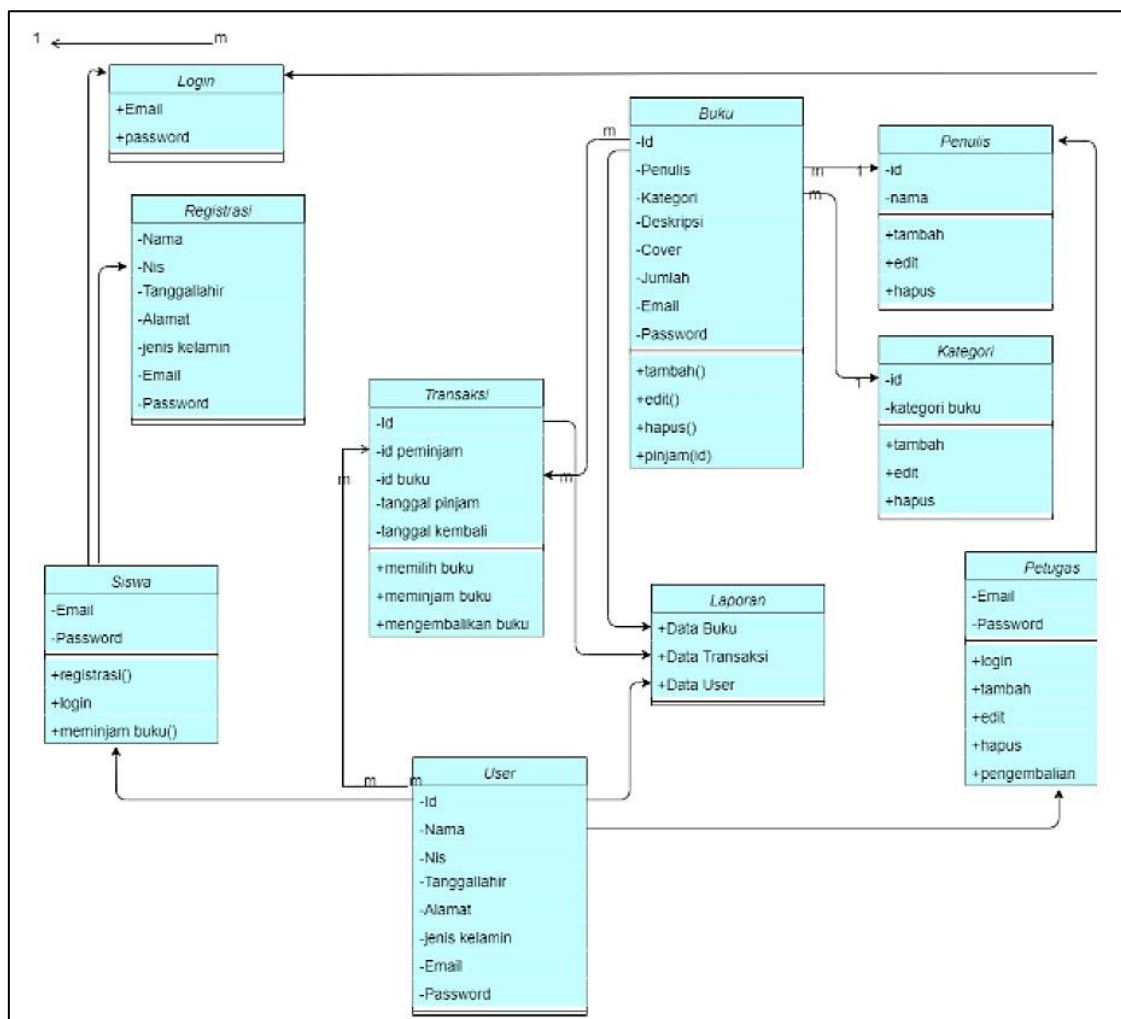 1 m
Login
+Email
+password
Registrasi
-Nama
-Nis
-Tanggallahir
-Alamat
-jenis kelamin
-Email
-Password
Buku
-Id
-Penulis
-Kategori
-Deskripsi
-Cover
-Jumlah
-Email
-Password
+tambah()
+edit()
+hapus()
+pinjam(id)
m
m
1
m
1
Penulis
-id
-nama
+tambah
+edit
+hapus
Kategori
-id
-kategori buku
+tambah
+edit
+hapus
Transaksi
-Id
-id peminjam
-id buku
-tanggal pinjam
-tanggal kembali
+memilih buku
+meminjam buku
+mengembalikan buku
m
m
Siswa
-Email
-Password
+registrasi()
+login
+meminjam buku()
Laporan
+Data Buku
+Data Transaksi
+Data User
Petugas
-Email
-Password
+login
+tambah
+edit
+hapus
+pengembalian
m
m
User
-Id
-Nama
-Nis
-Tanggallahir
-Alamat
-jenis kelamin
-Email
-Password